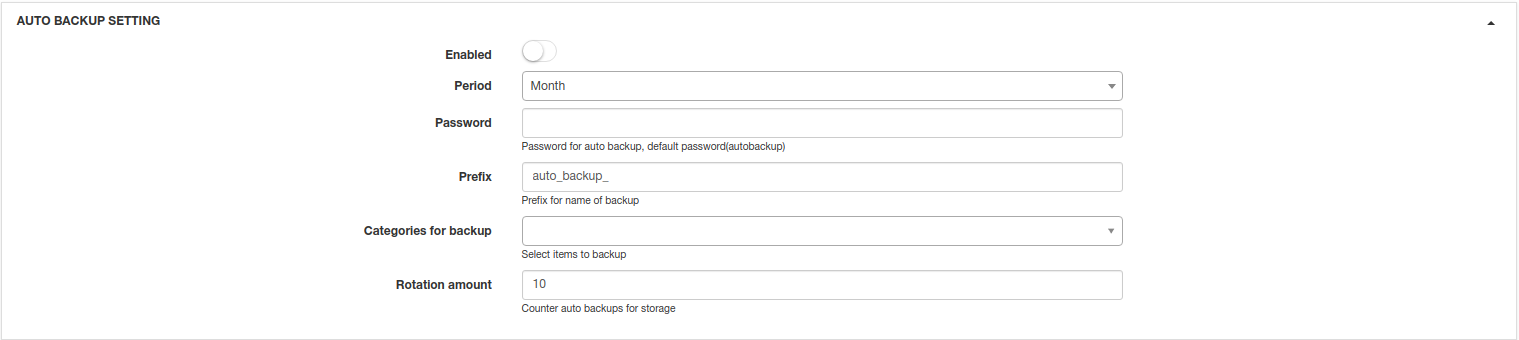 AUTO BACKUP SETTING
Enabled
Period Month
Password
Password for auto backup, default password(autobackup)
Prefix auto_backup_
Prefix for name of backup
Categories for backup
Select items to backup
Rotation amount 10
Counter auto backups for storage